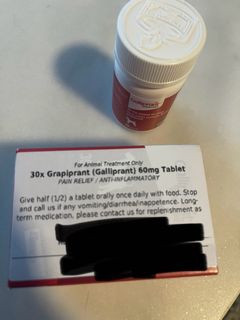 Galliprant
For Animal Treatment Only
30x Grapiprant (Galliprant) 60mg Tablet
PAIN RELIEF / ANTI-INFLAMMATORY
Give half (1/2) a tablet orally once daily with food. Stop
and call us if any vomiting/diarrhea/inappetence. Long-
term medication, please contact us for replenishment as